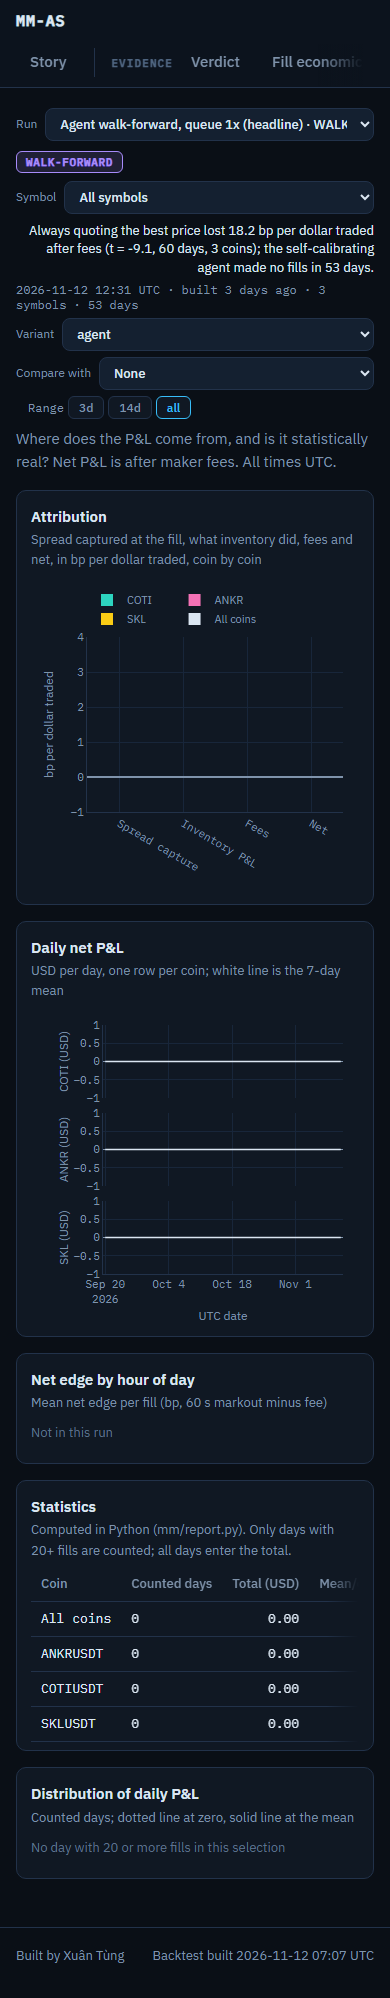 MM-AS
Story EVIDENCE Verdict Fill economic
Run Agent walk-forward, queue 1x (headline) · WALK
WALK-FORWARD
Symbol All symbols
Always quoting the best price lost 18.2 bp per dollar traded
after fees (t = -9.1, 60 days, 3 coins); the self-calibrating
agent made no fills in 53 days.
2026-11-12 12:31 UTC · built 3 days ago · 3
symbols · 53 days
Variant agent
Compare with None
Range 3d 14d all
Where does the P&L come from, and is it statistically
real? Net P&L is after maker fees. All times UTC.
Attribution
Spread captured at the fill, what inventory did, fees and
net, in bp per dollar traded, coin by coin
COTI ANKR
SKL All coins
bp per dollar traded
4
3
2
1
0
−1
Spread capture Inventory P&L Fees Net
Daily net P&L
USD per day, one row per coin; white line is the 7-day
mean
COTI (USD)
1
0.5
0
−0.5
−1
ANKR (USD)
1
0.5
0
−0.5
−1
SKL (USD)
1
0.5
0
−0.5
−1
Sep 20 Oct 4 Oct 18 Nov 1
2026
UTC date
Net edge by hour of day
Mean net edge per fill (bp, 60 s markout minus fee)
Not in this run
Statistics
Computed in Python (mm/report.py). Only days with
20+ fills are counted; all days enter the total.
Coin Counted days Total (USD) Mean/
All coins 0 0.00
ANKRUSDT 0 0.00
COTIUSDT 0 0.00
SKLUSDT 0 0.00
Distribution of daily P&L
Counted days; dotted line at zero, solid line at the mean
No day with 20 or more fills in this selection
Built by Xuân Tùng Backtest built 2026-11-12 07:07 UTC